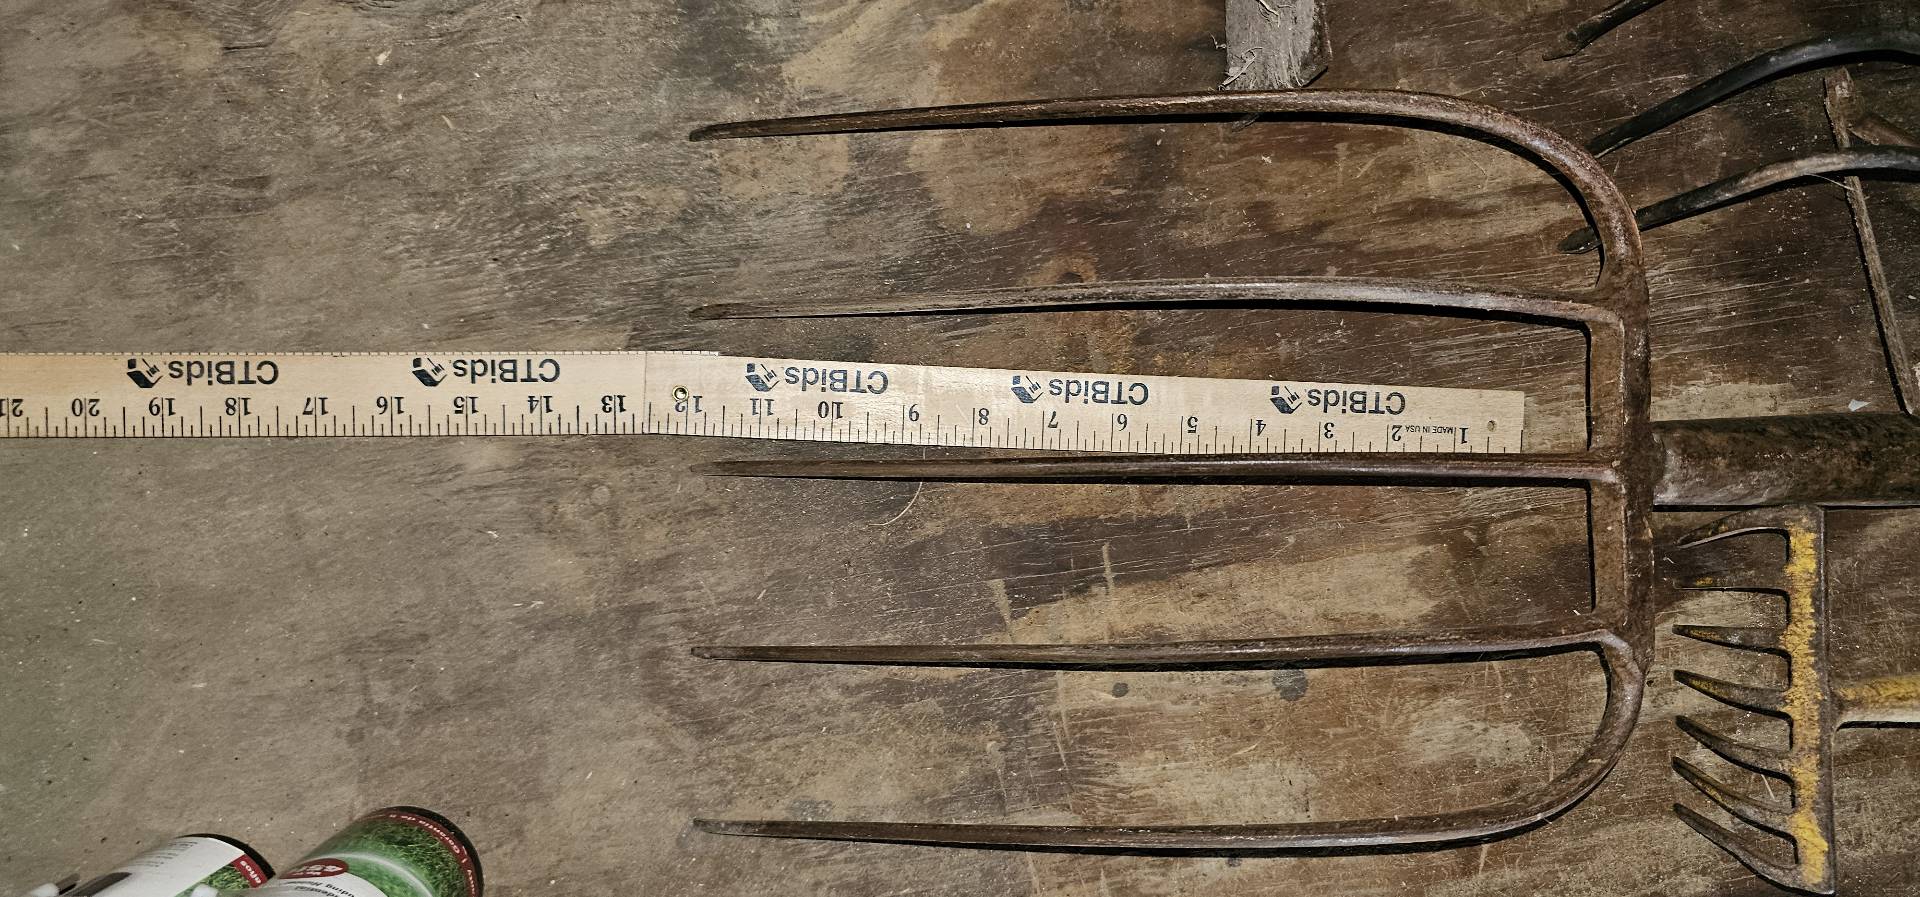 CTBids. CTBids. CTBids. CTBids. CTBids.
1 2 3 4 5 6 7 8 9 10 11 12 13 14 15 16 17 18 19 20 21
MADE IN USA